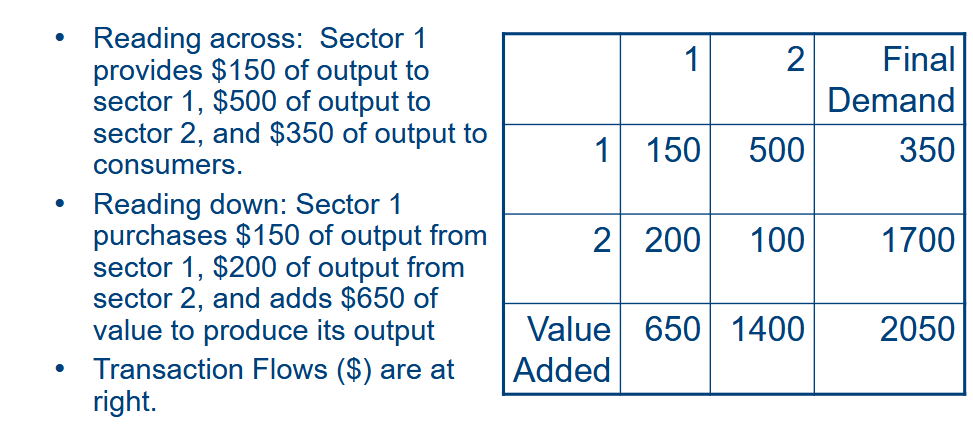 • Reading across:  Sector 1
provides $150 of output to
sector 1, $500 of output to
sector 2, and $350 of output to
consumers.
• Reading down: Sector 1
purchases $150 of output from
sector 1, $200 of output from
sector 2, and adds $650 of
value to produce its output
• Transaction Flows ($) are at
right.
1 2 Final
Demand
1 150 500 350
2 200 100 1700
Value 650 1400 2050
Added